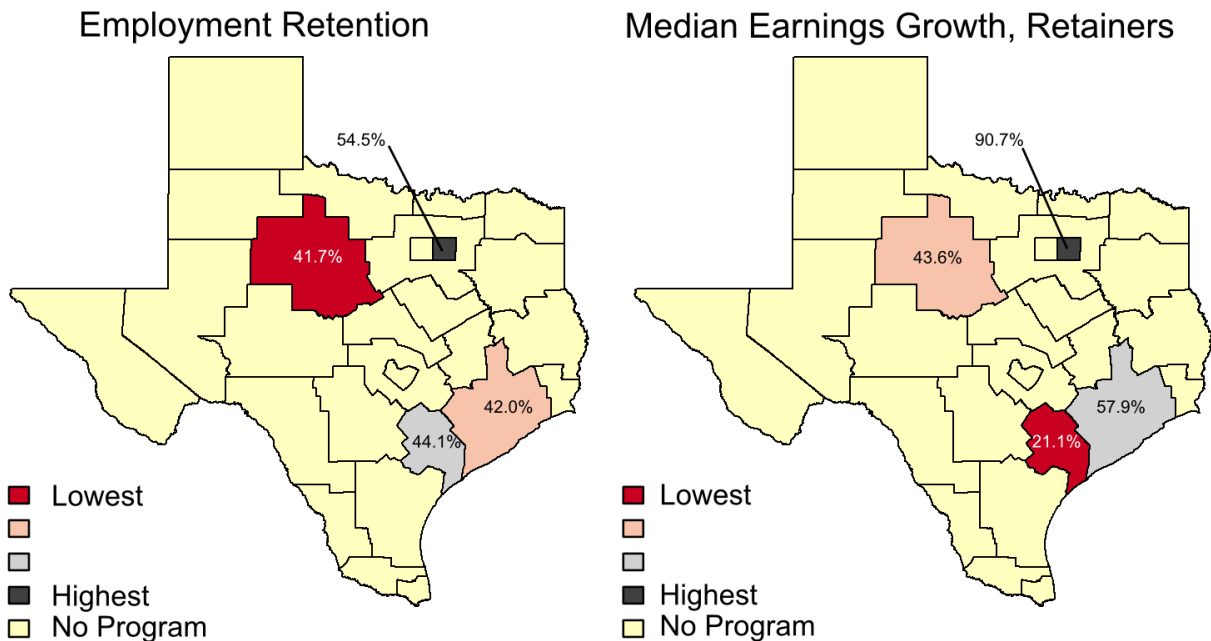 Employment Retention
54.5%
41.7%
42.0%
44.1%
Lowest
Highest
No Program
Median Earnings Growth, Retainers
90.7%
43.6%
57.9%
21.1%
Lowest
Highest
No Program